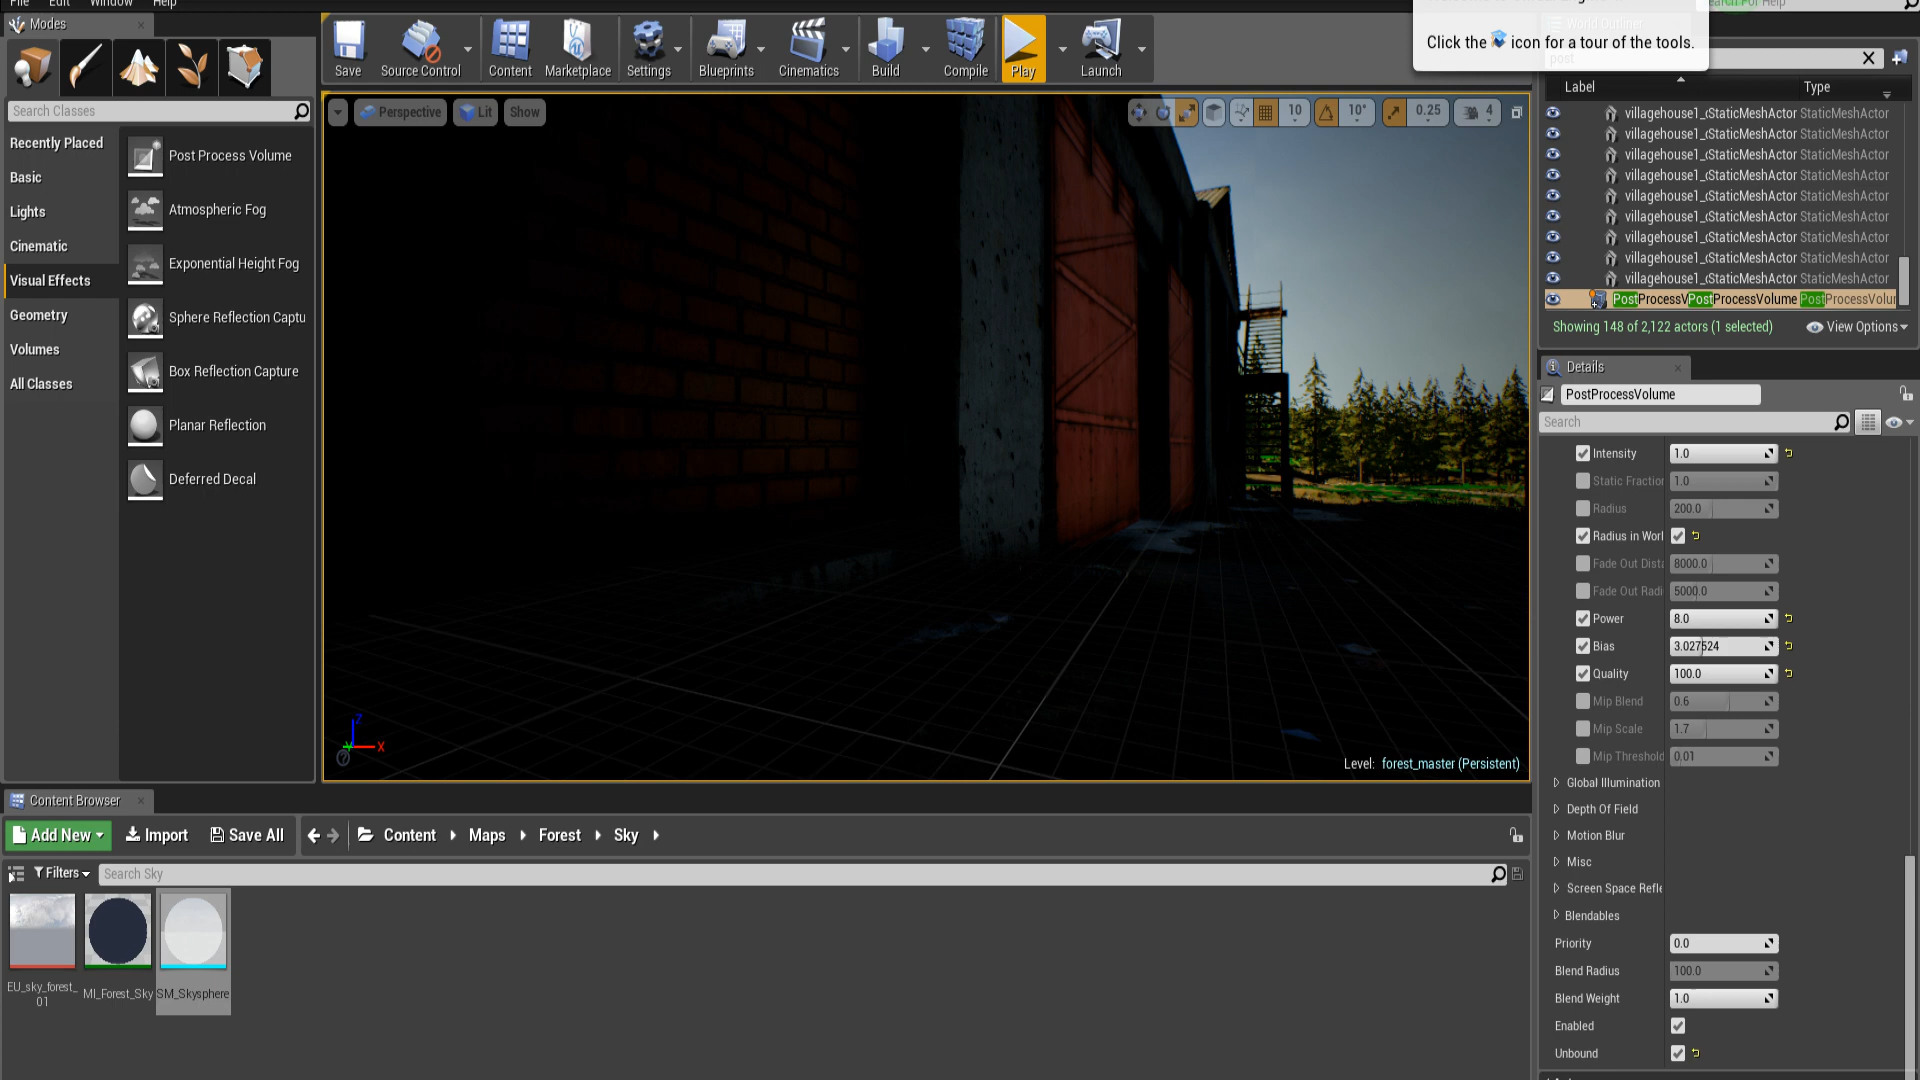 File Edit Window Help
Modes
Save Source Control Content Marketplace Settings Blueprints Cinematics Build Compile Play Launch
Click the icon for a tour of the tools.
Search Classes
Recently Placed
Basic
Lights
Cinematic
Visual Effects
Geometry
Volumes
All Classes
Post Process Volume
Atmospheric Fog
Exponential Height Fog
Sphere Reflection Captu
Box Reflection Capture
Planar Reflection
Deferred Decal
Perspective Lit Show
10 10° 0.25 4
Level: forest_master (Persistent)
Z
X
World Outliner
post
Label Type
villagehouse1_(StaticMeshActor StaticMeshActor
villagehouse1_(StaticMeshActor StaticMeshActor
villagehouse1_(StaticMeshActor StaticMeshActor
villagehouse1_(StaticMeshActor StaticMeshActor
villagehouse1_(StaticMeshActor StaticMeshActor
villagehouse1_(StaticMeshActor StaticMeshActor
villagehouse1_(StaticMeshActor StaticMeshActor
villagehouse1_(StaticMeshActor StaticMeshActor
villagehouse1_(StaticMeshActor StaticMeshActor
PostProcessVPostProcessVolume PostProcessVolur
Showing 148 of 2,122 actors (1 selected) View Options
Details
PostProcessVolume
Search
Intensity 1.0
Static Fraction 1.0
Radius 200.0
Radius in Worl
Fade Out Dista 8000.0
Fade Out Radi 5000.0
Power 8.0
Bias 3.027524
Quality 100.0
Mip Blend 0.6
Mip Scale 1.7
Mip Threshold 0.01
Global Illumination
Depth Of Field
Motion Blur
Misc
Screen Space Refle
Blendables
Priority 0.0
Blend Radius 100.0
Blend Weight 1.0
Enabled
Unbound
Content Browser
Add New Import Save All Content Maps Forest Sky
Filters Search Sky
EU_sky_forest_
01
MI_Forest_Sky
SM_Skysphere